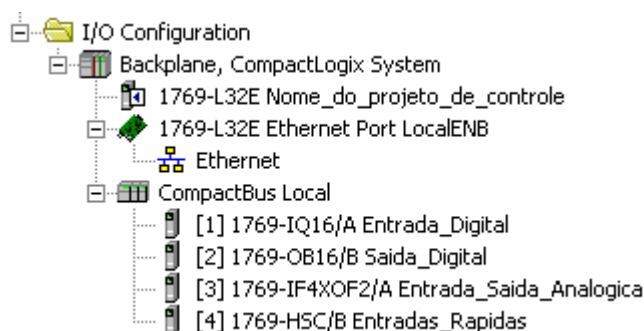 I/O Configuration
Backplane, CompactLogix System
1769-L32E Nome_do_projeto_de_controle
1769-L32E Ethernet Port LocalENB
Ethernet
CompactBus Local
[1] 1769-IQ16/A Entrada_Digital
[2] 1769-OB16/B Saida_Digital
[3] 1769-IF4XOF2/A Entrada_Saida_Analogica
[4] 1769-HSC/B Entradas_Rapidas